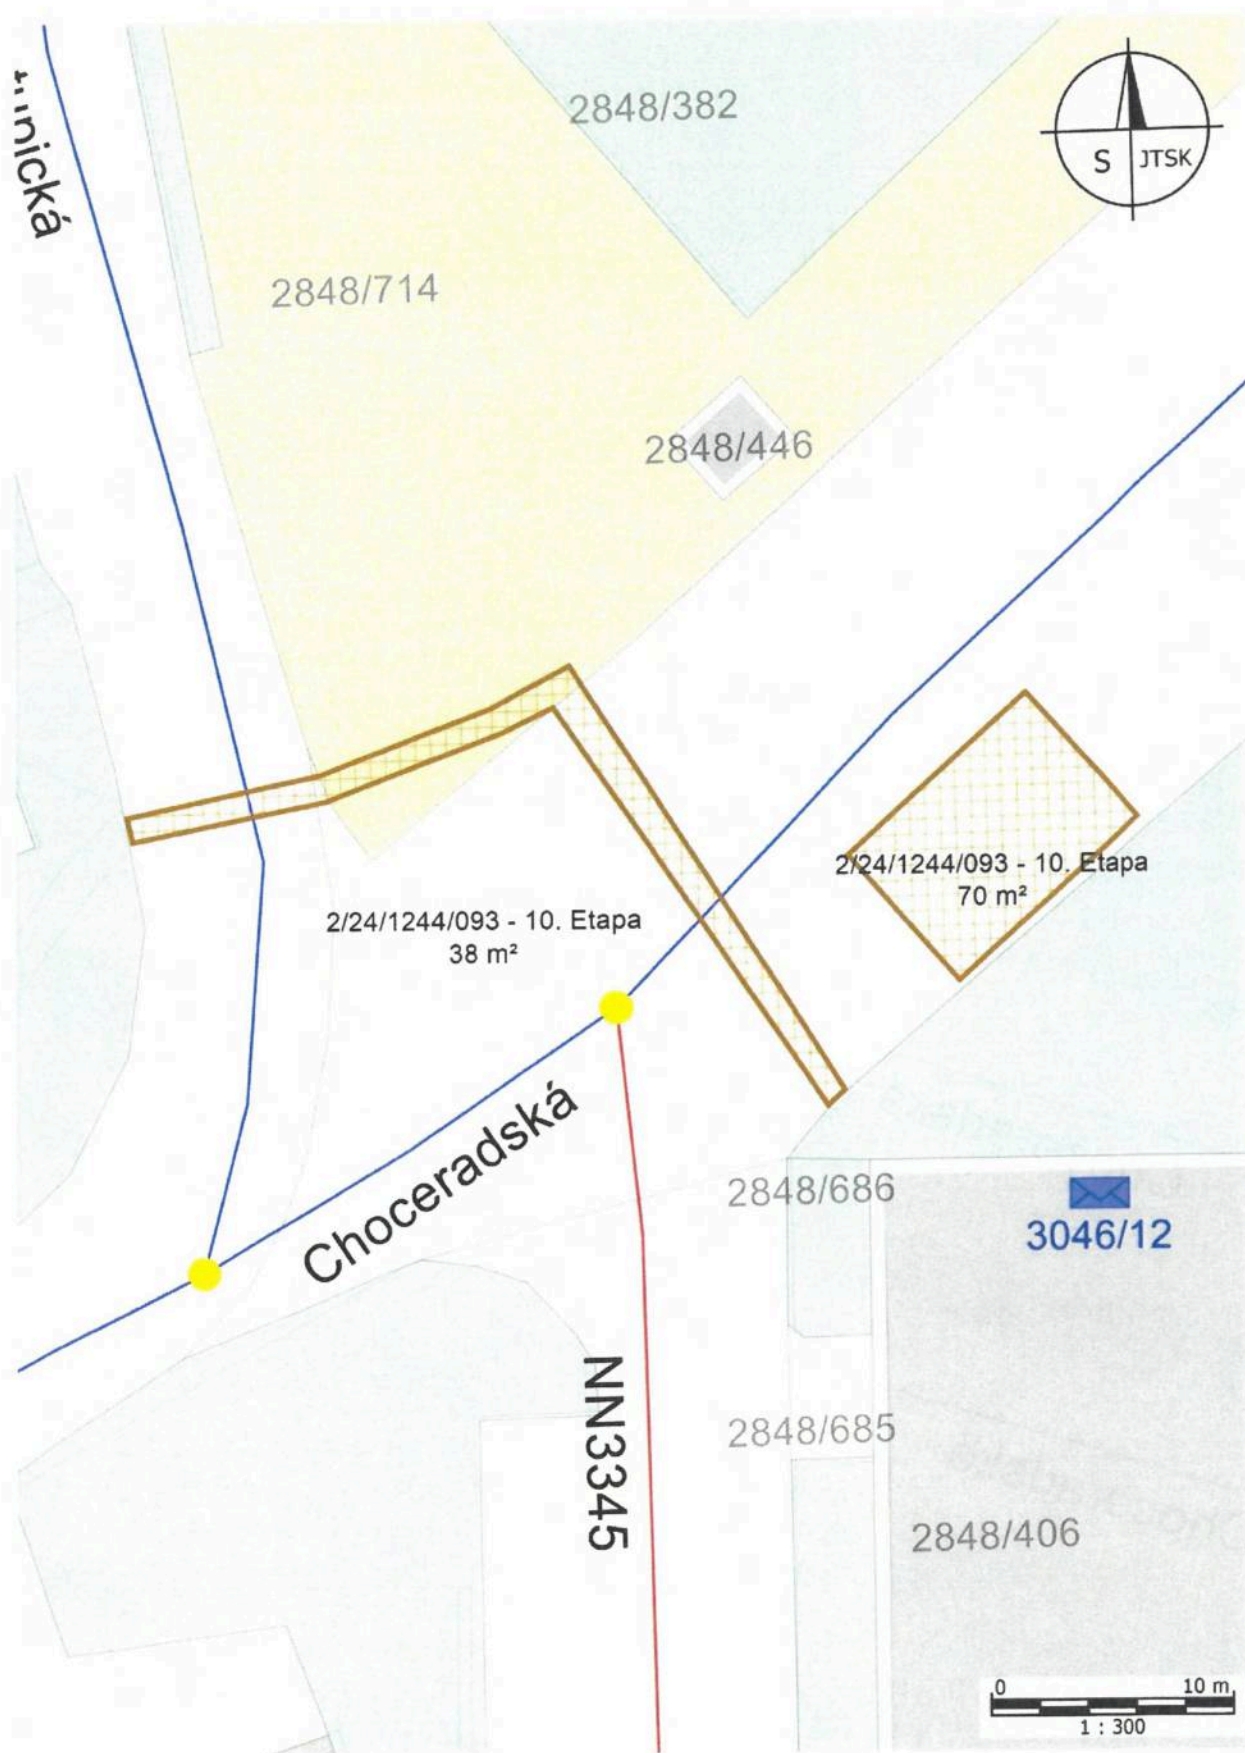 2848/382
S JTSK
2848/714
2848/446
2/24/1244/093 - 10. Etapa
70 m²
2/24/1244/093 - 10. Etapa
38 m²
Choceradská
2848/686
3046/12
NN3345
2848/685
2848/406
0 10 m
1 : 300